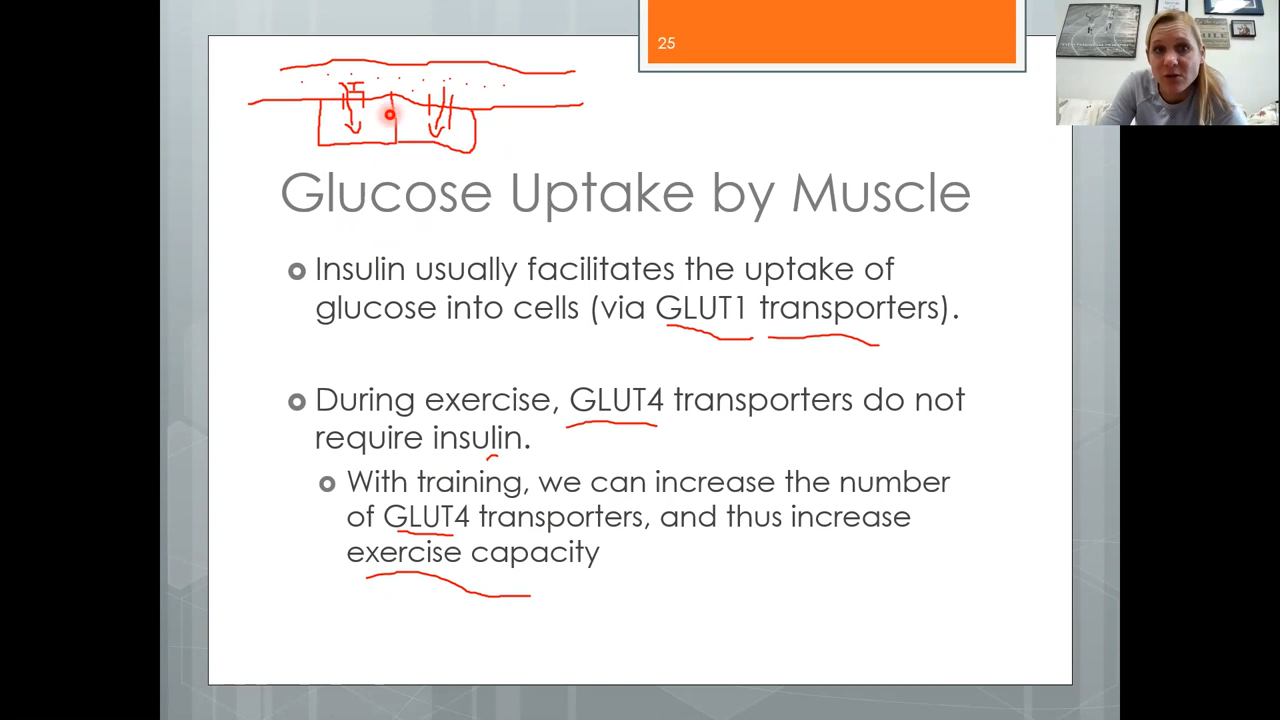 25
Glucose Uptake by Muscle
Insulin usually facilitates the uptake of
glucose into cells (via GLUT1 transporters).
During exercise, GLUT4 transporters do not
require insulin.
With training, we can increase the number
of GLUT4 transporters, and thus increase
exercise capacity